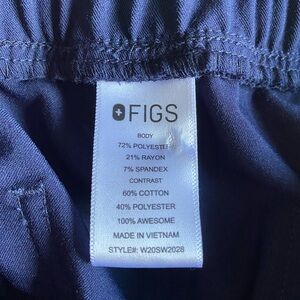 FIGS
BODY
72% POLYESTER
21% RAYON
7% SPANDEX
CONTRAST
60% COTTON
40% POLYESTER
100% AWESOME
MADE IN VIETNAM
STYLE#: W20SW2028